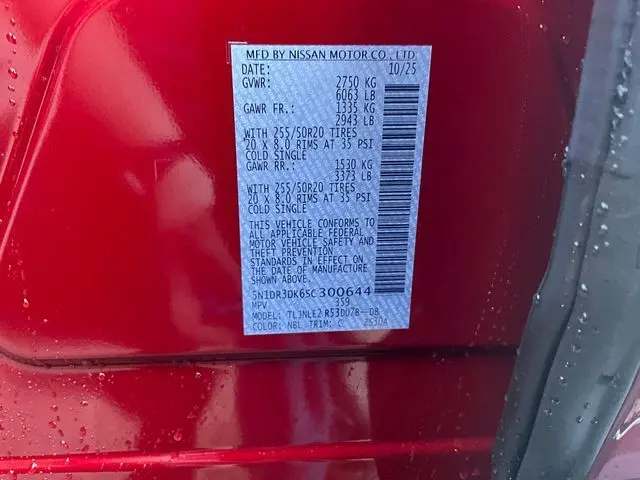 MFD BY NISSAN MOTOR CO., LTD
DATE: 10/25
GVWR: 2750 KG
6063 LB
GAWR FR.: 1335 KG
2943 LB
WITH 255/50R20 TIRES
20 X 8.0 RIMS AT 35 PSI
COLD SINGLE
GAWR RR.: 1530 KG
3373 LB
WITH 255/50R20 TIRES
20 X 8.0 RIMS AT 35 PSI
COLD SINGLE
THIS VEHICLE CONFORMS TO
ALL APPLICABLE FEDERAL
MOTOR VEHICLE SAFETY AND
THEFT PREVENTION
STANDARDS IN EFFECT ON
THE DATE OF MANUFACTURE
SHOWN ABOVE.
5N1DR3DK6SC300644
MPV 359
MODEL: TLJNLE2 R53DU7B--DB
COLOR: NBL TRIM: C 2530A